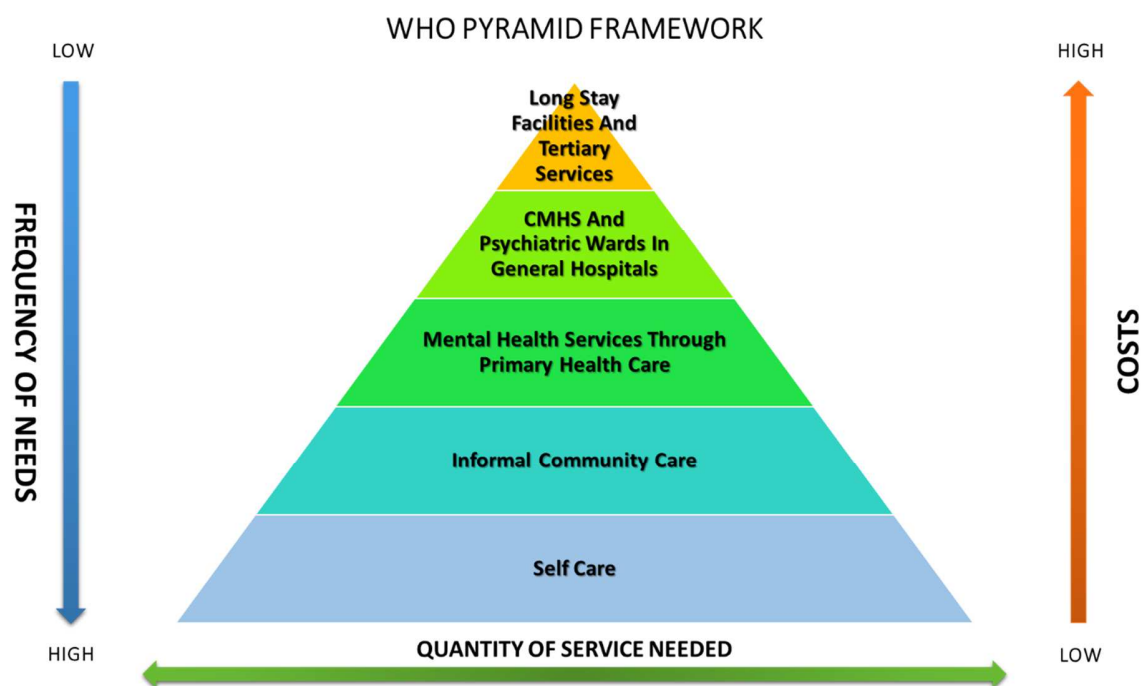 WHO PYRAMID FRAMEWORK
LOW
HIGH
Long Stay
Facilities And
Tertiary
Services
CMHS And
Psychiatric Wards In
General Hospitals
FREQUENCY OF NEEDS
COSTS
Mental Health Services Through
Primary Health Care
Informal Community Care
Self Care
HIGH
QUANTITY OF SERVICE NEEDED
LOW